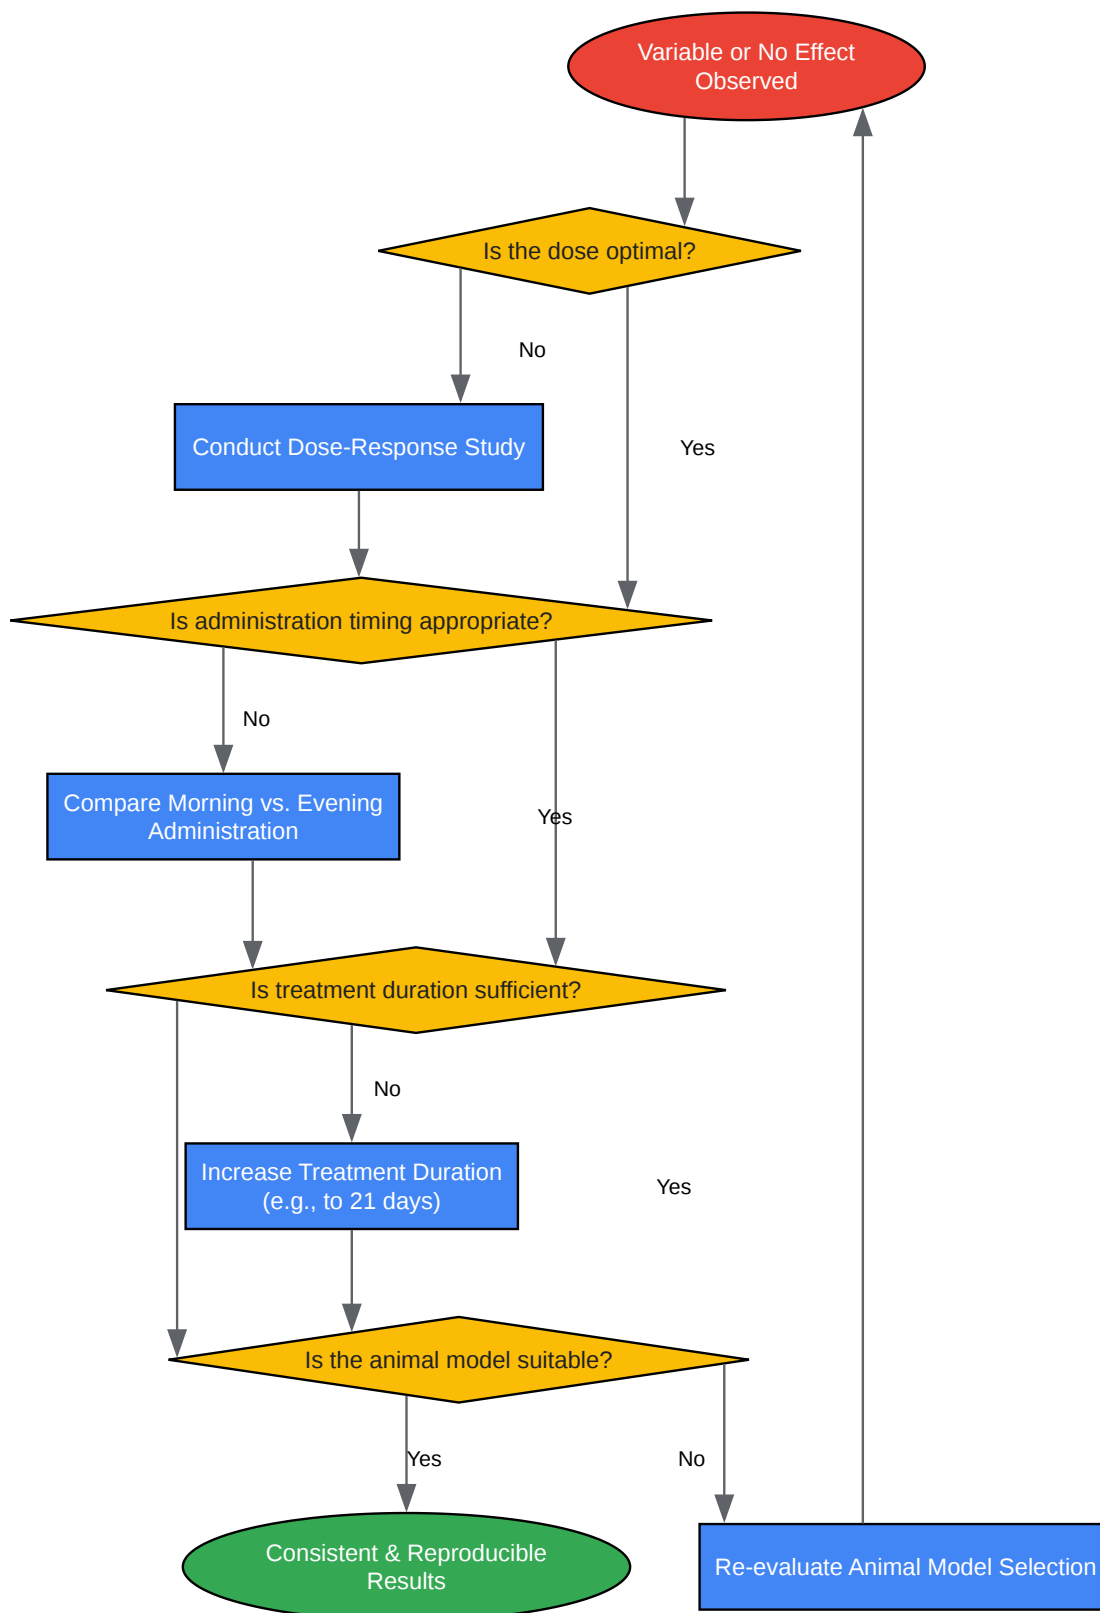 Variable or No Effect
Observed
Is the dose optimal?
No
Conduct Dose-Response Study
Yes
Is administration timing appropriate?
No
Compare Morning vs. Evening
Administration
Yes
Is treatment duration sufficient?
No
Increase Treatment Duration
(e.g., to 21 days)
Yes
Is the animal model suitable?
Yes
No
Consistent & Reproducible
Results
Re-evaluate Animal Model Selection